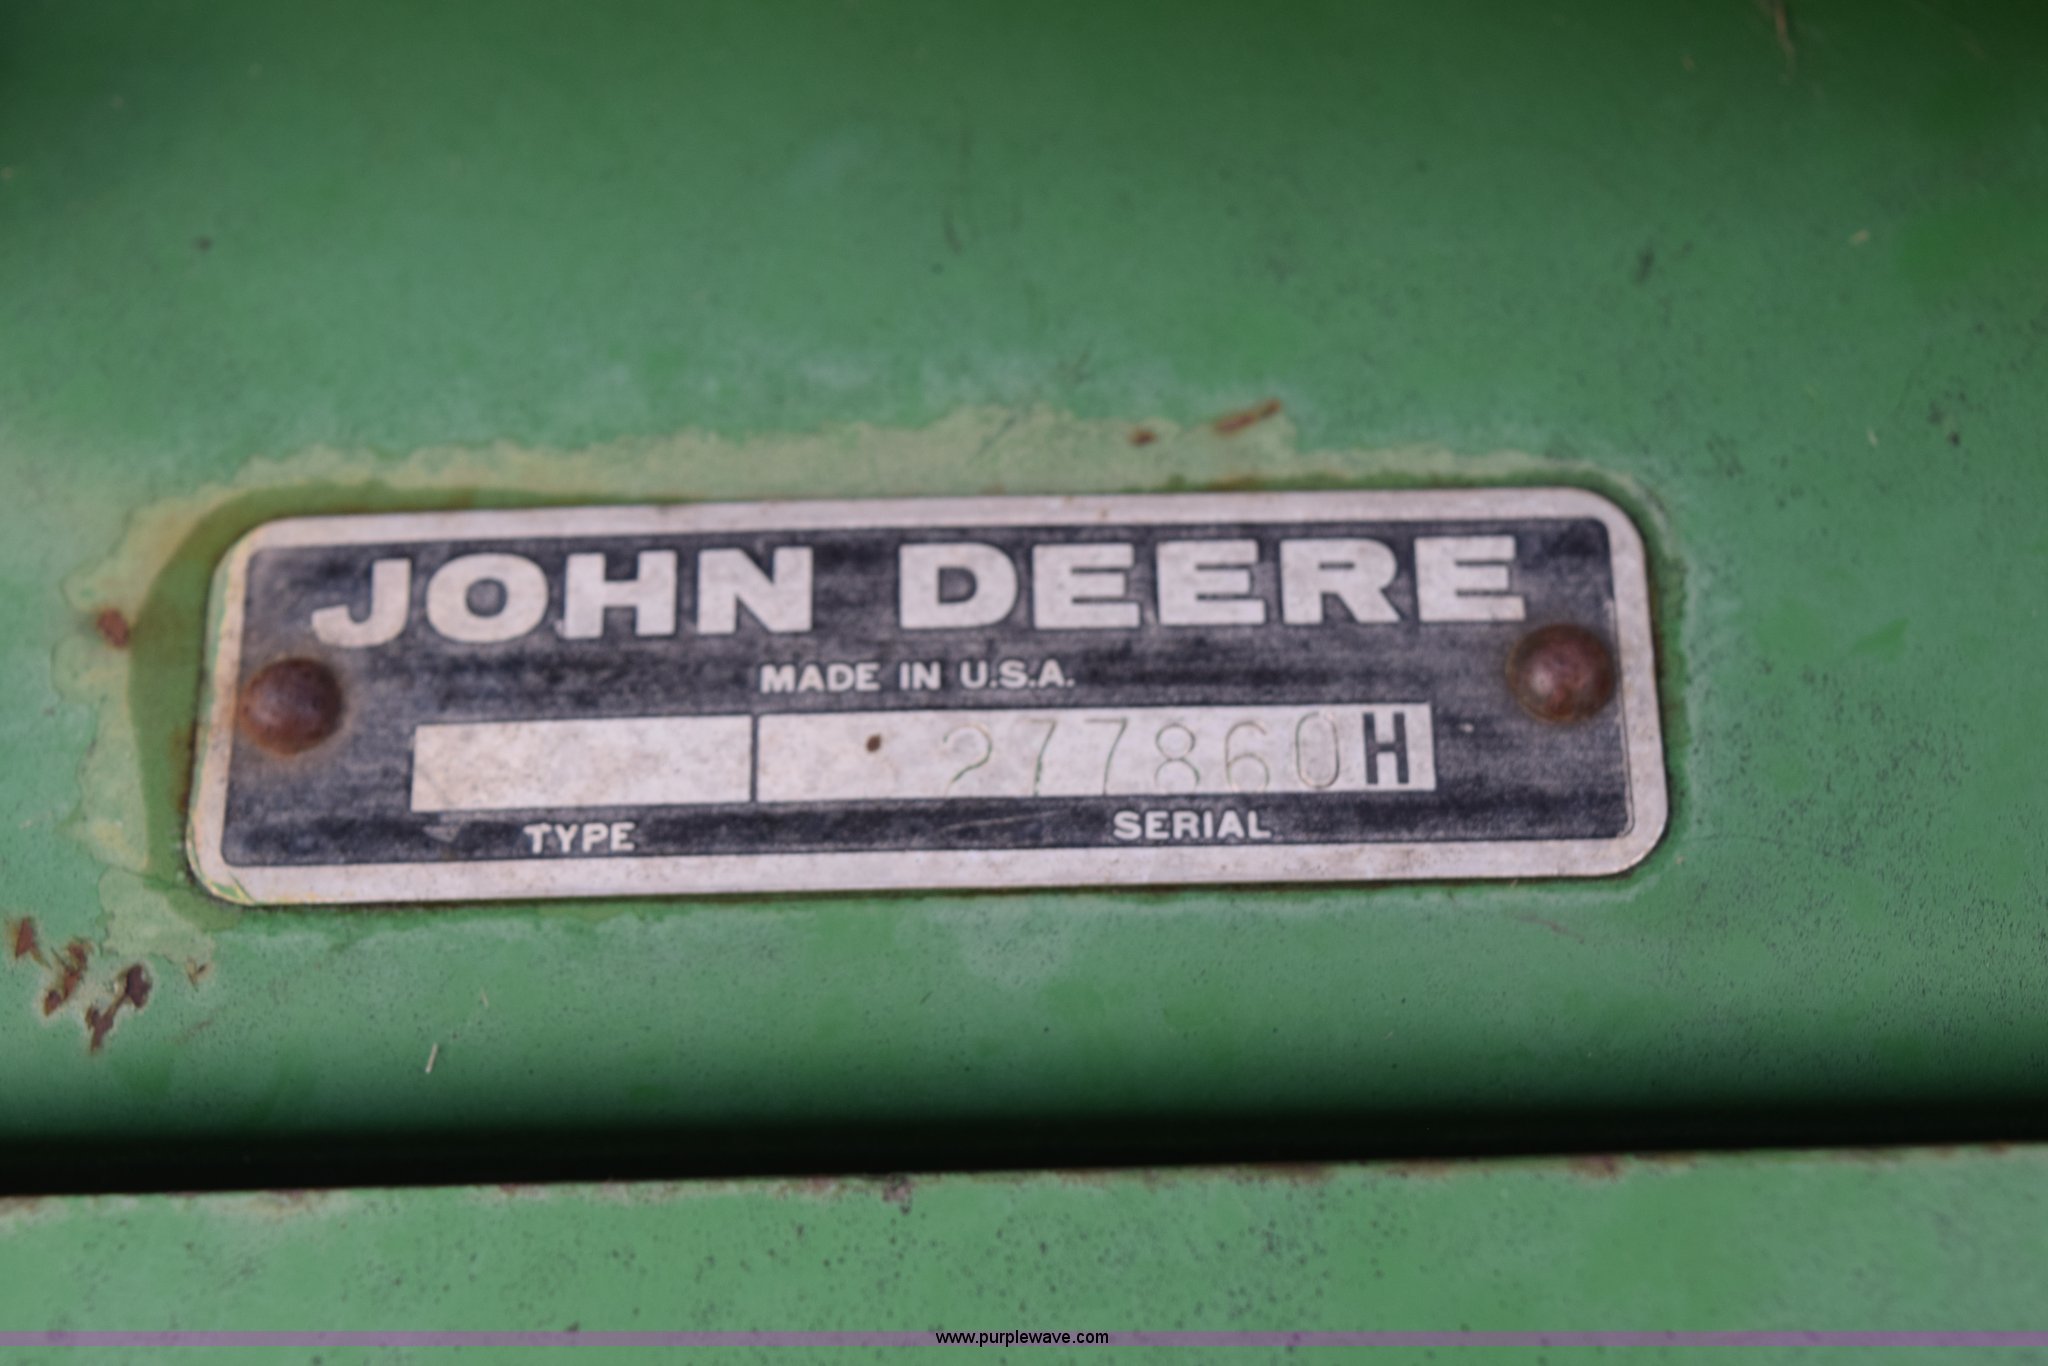 JOHN DEERE
MADE IN U.S.A.
277860H
TYPE SERIAL
www.purplewave.com